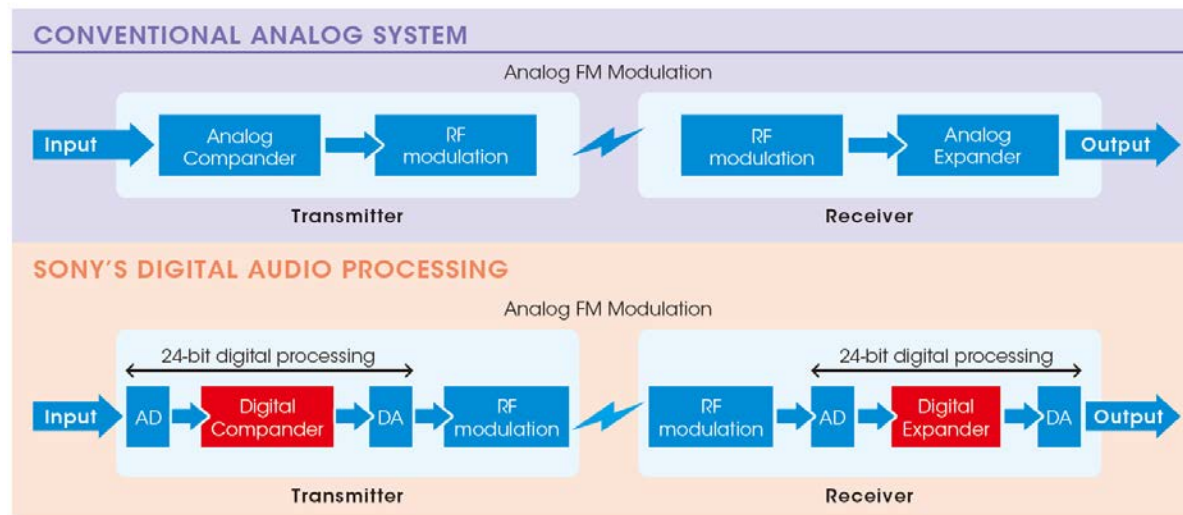 CONVENTIONAL ANALOG SYSTEM
Analog FM Modulation
Input
Analog
Compander
RF
modulation
RF
modulation
Analog
Expander
Output
Transmitter
Receiver
SONY'S DIGITAL AUDIO PROCESSING
Analog FM Modulation
24-bit digital processing
24-bit digital processing
Input
AD
Digital
Compander
DA
RF
modulation
RF
modulation
AD
Digital
Expander
DA
Output
Transmitter
Receiver